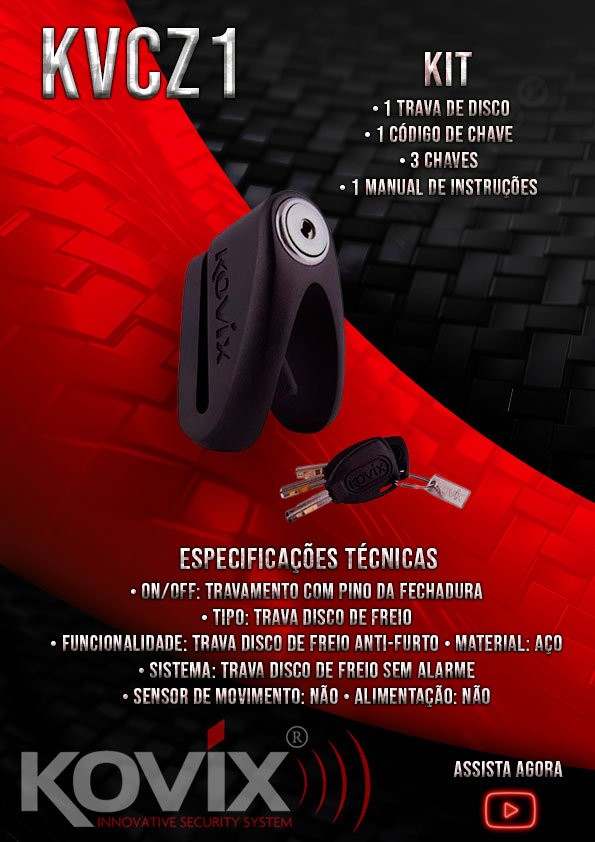 KVCZ1
KIT
• 1 TRAVA DE DISCO
• 1 CÓDIGO DE CHAVE
• 3 CHAVES
• 1 MANUAL DE INSTRUÇÕES
KOVIX
KOVIX
KOVIX
ESPECIFICAÇÕES TÉCNICAS
• ON/OFF: TRAVAMENTO COM PINO DA FECHADURA
• TIPO: TRAVA DISCO DE FREIO
• FUNCIONALIDADE: TRAVA DISCO DE FREIO ANTI-FURTO • MATERIAL: AÇO
• SISTEMA: TRAVA DISCO DE FREIO SEM ALARME
• SENSOR DE MOVIMENTO: NÃO • ALIMENTAÇÃO: NÃO
KOVIX®
INNOVATIVE SECURITY SYSTEM
ASSISTA AGORA